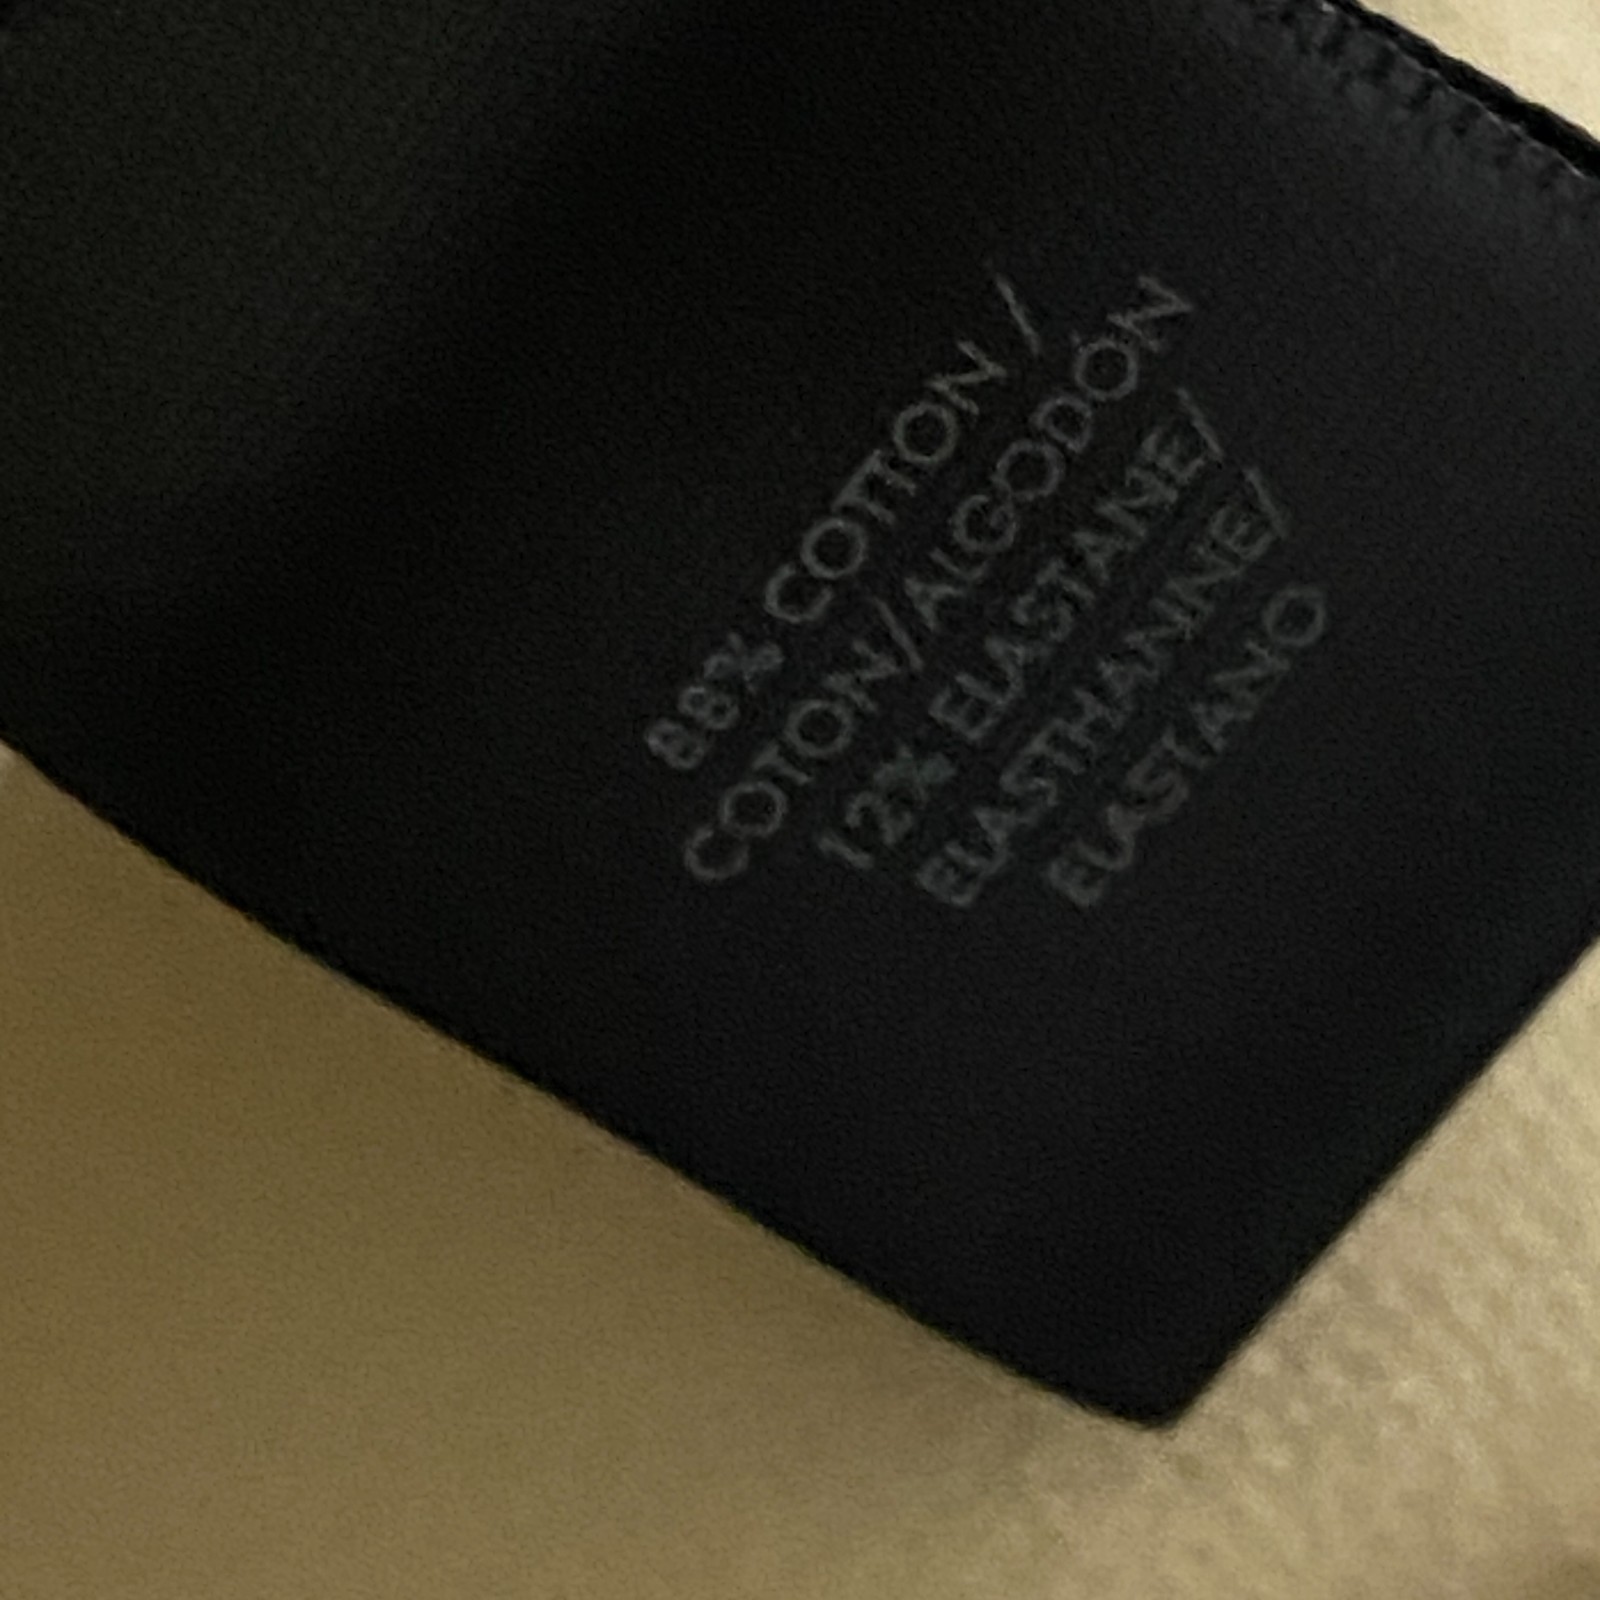 88% COTTON /
COTON/ALGODÓN
12% ELASTANE/
ELASTHANNE/
ELASTANO